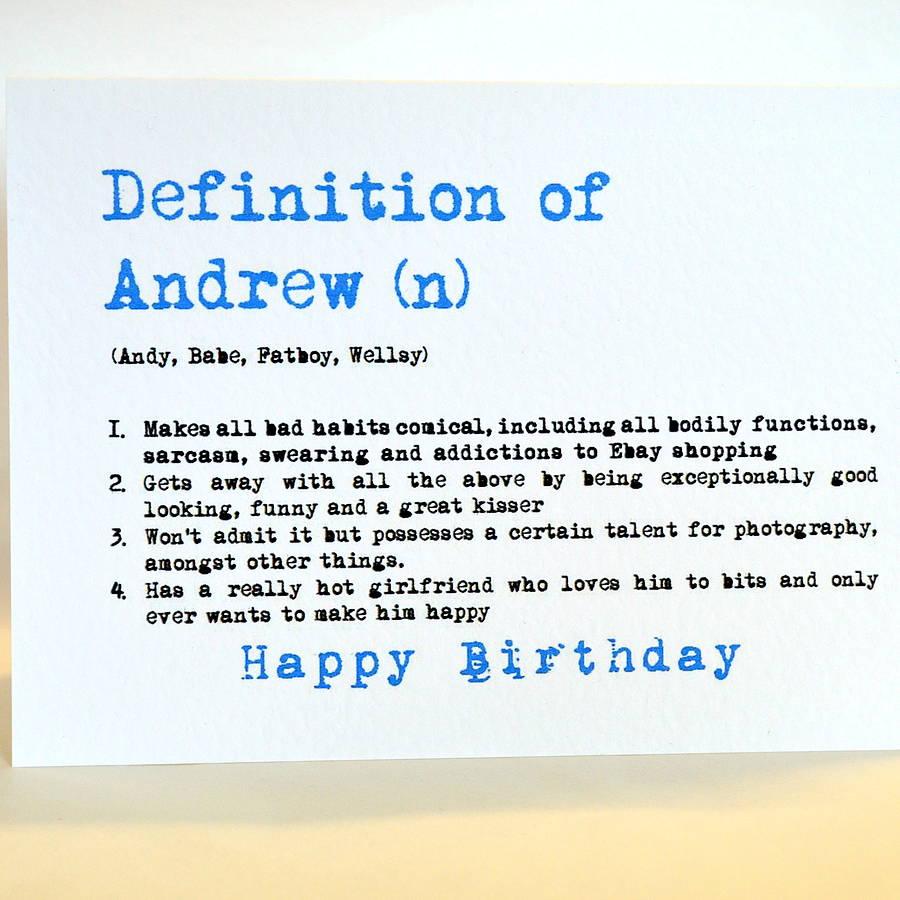 Definition of
Andrew (n)
(Andy, Babe, Fatboy, Wellsy)
1. Makes all bad habits comical, including all bodily functions,
sarcasm, swearing and addictions to Ebay shopping
2. Gets away with all the above by being exceptionally good
looking, funny and a great kisser
3. Won't admit it but possesses a certain talent for photography,
amongst other things.
4. Has a really hot girlfriend who loves him to bits and only
ever wants to make him happy
Happy Birthday